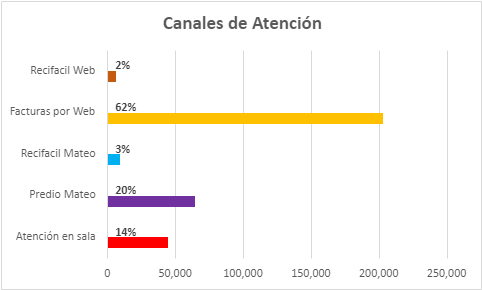 Canales de Atención
Recifacil Web
2%
Facturas por Web
62%
Recifacil Mateo
3%
Predio Mateo
20%
Atención en sala
14%
0 50,000 100,000 150,000 200,000 250,000